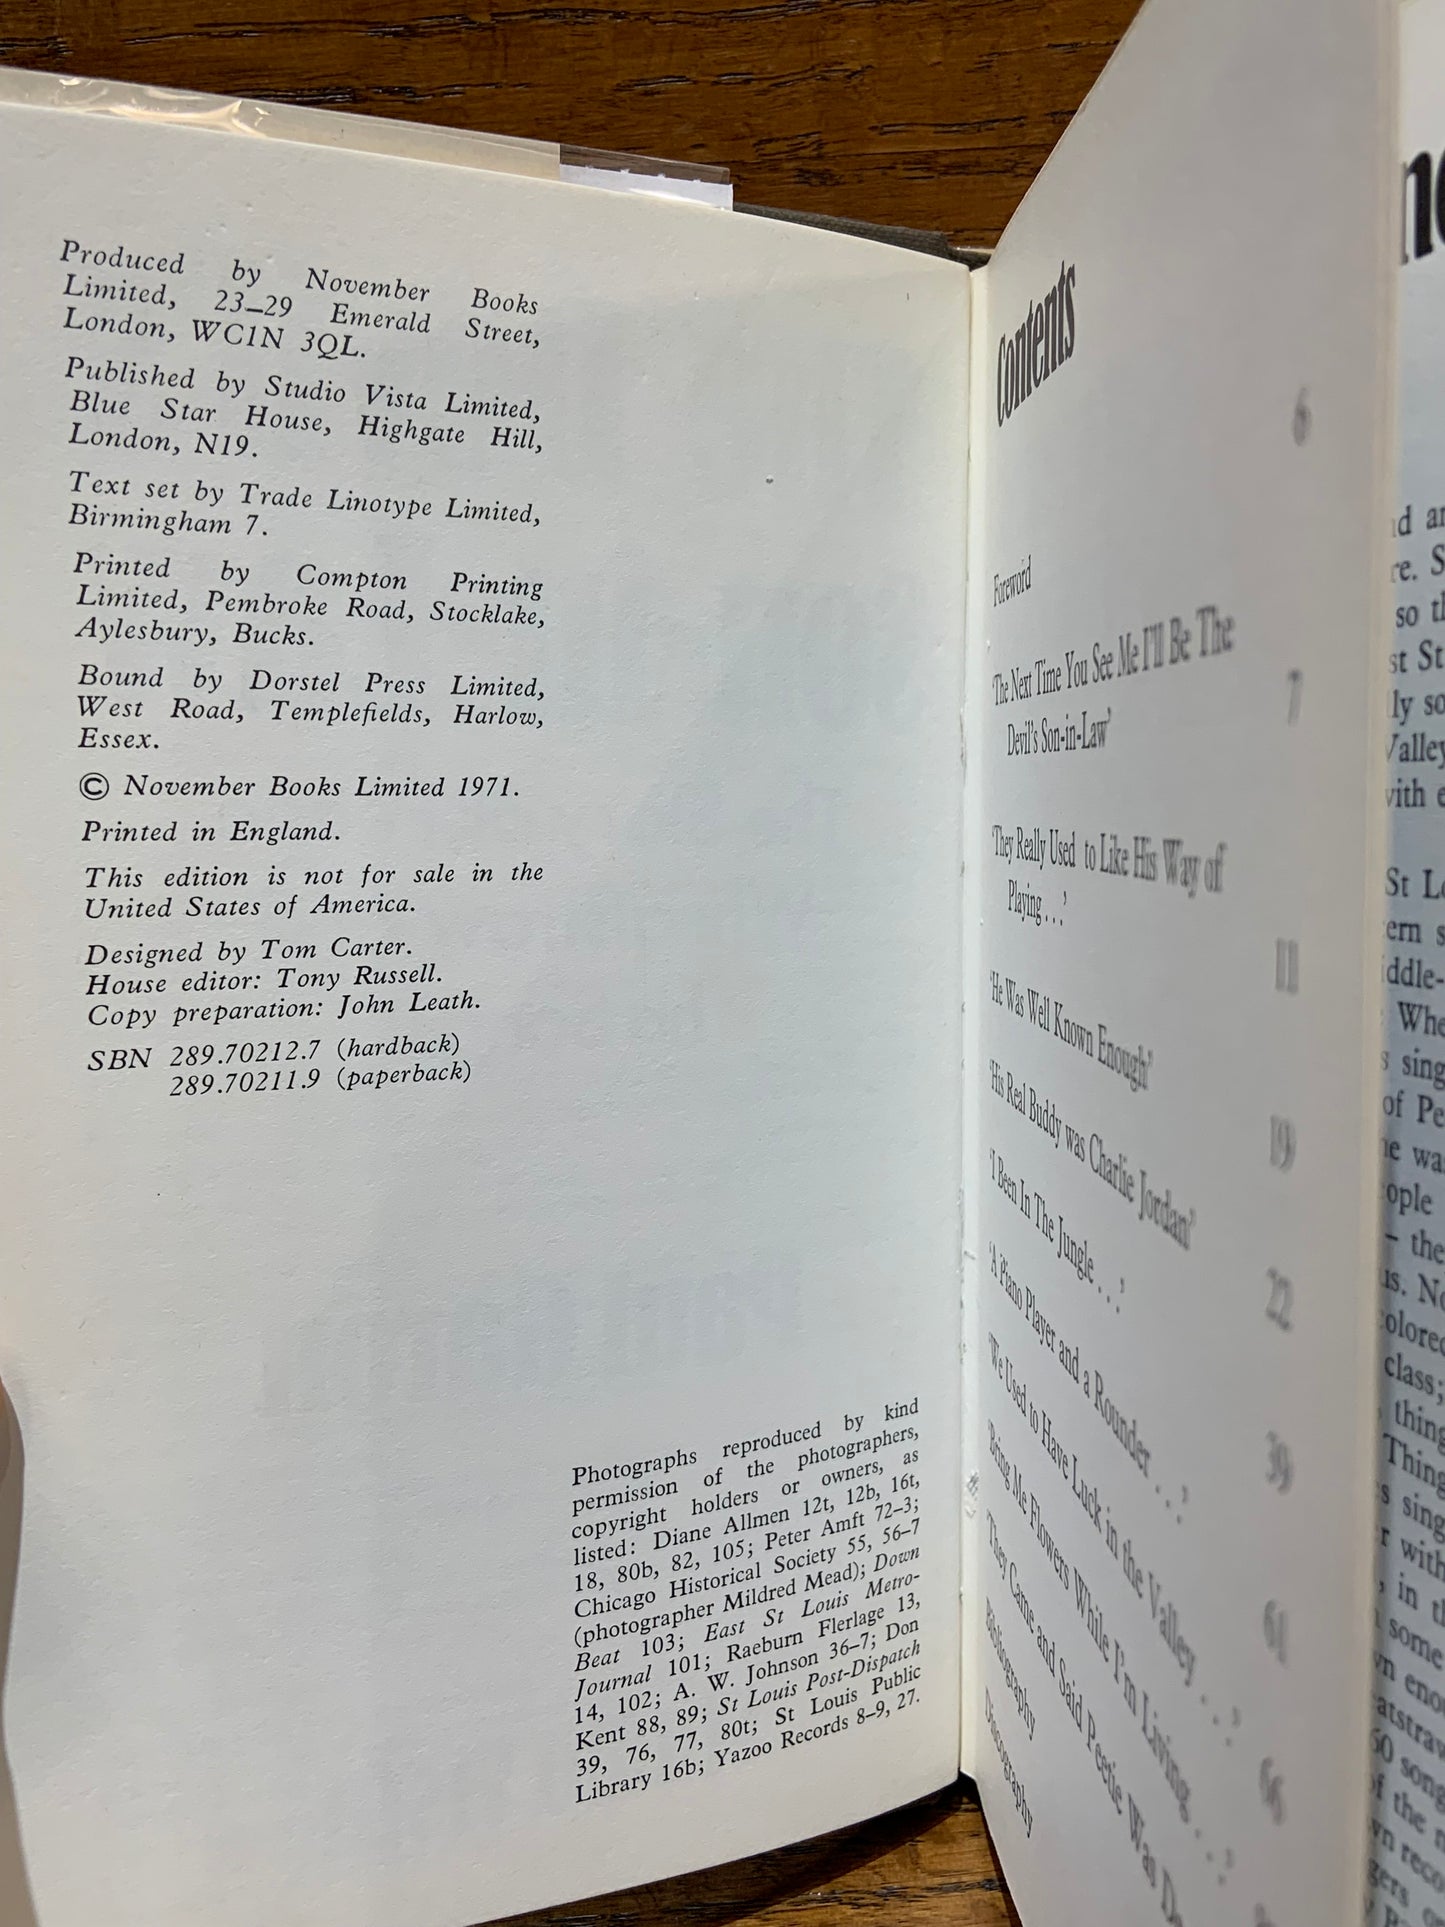 Produced by November Books
Limited, 23–29 Emerald Street,
London, WC1N 3QL.
Published by Studio Vista Limited,
Blue Star House, Highgate Hill,
London, N19.
Text set by Trade Linotype Limited,
Birmingham 7.
Printed by Compton Printing
Limited, Pembroke Road, Stocklake,
Aylesbury, Bucks.
Bound by Dorstel Press Limited,
West Road, Templefields, Harlow,
Essex.
© November Books Limited 1971.
Printed in England.
This edition is not for sale in the
United States of America.
Designed by Tom Carter.
House editor: Tony Russell.
Copy preparation: John Leath.
SBN 289.70212.7 (hardback)
289.70211.9 (paperback)
Photographs reproduced by kind
permission of the photographers,
copyright holders or owners, as
listed: Diane Allmen 12t, 12b, 16t,
18, 80b, 82, 105; Peter Amft 72–3;
Chicago Historical Society 55, 56–7
(photographer Mildred Mead); Down
Beat 103; East St Louis Metro-
Journal 101; Raeburn Flerlage 13,
14, 102; A. W. Johnson 36–7; Don
Kent 88, 89; St Louis Post-Dispatch
39, 76, 77, 80t; St Louis Public
Library 16b; Yazoo Records 8–9, 27.
Contents
Foreword 6
'The Next Time You See Me I'll Be The
Devil's Son-in-Law' 7
'They Really Used to Like His Way of
Playing . . .' 11
'He Was Well Known Enough' 19
'His Real Buddy was Charlie Jordan' 22
'I Been In The Jungle . . .' 39
'A Piano Player and a Rounder . . .' 61
'We Used to Have Luck in the Valley . . .' 66
'Bring Me Flowers While I'm Living. . .'
'They Came and Said Peetie Was
Bibliography
Discography